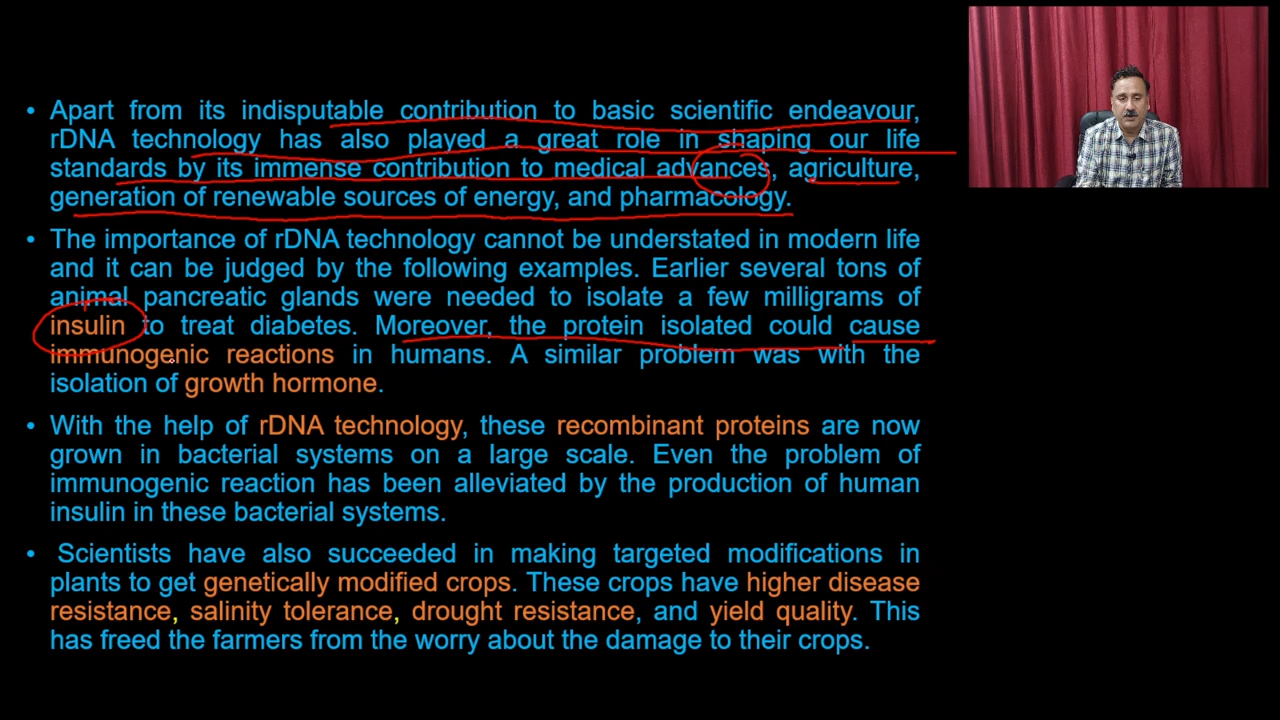 • Apart from its indisputable contribution to basic scientific endeavour,
rDNA technology has also played a great role in shaping our life
standards by its immense contribution to medical advances, agriculture,
generation of renewable sources of energy, and pharmacology.
• The importance of rDNA technology cannot be understated in modern life
and it can be judged by the following examples. Earlier several tons of
animal pancreatic glands were needed to isolate a few milligrams of
insulin to treat diabetes. Moreover, the protein isolated could cause
immunogenic reactions in humans. A similar problem was with the
isolation of growth hormone.
• With the help of rDNA technology, these recombinant proteins are now
grown in bacterial systems on a large scale. Even the problem of
immunogenic reaction has been alleviated by the production of human
insulin in these bacterial systems.
• Scientists have also succeeded in making targeted modifications in
plants to get genetically modified crops. These crops have higher disease
resistance, salinity tolerance, drought resistance, and yield quality. This
has freed the farmers from the worry about the damage to their crops.